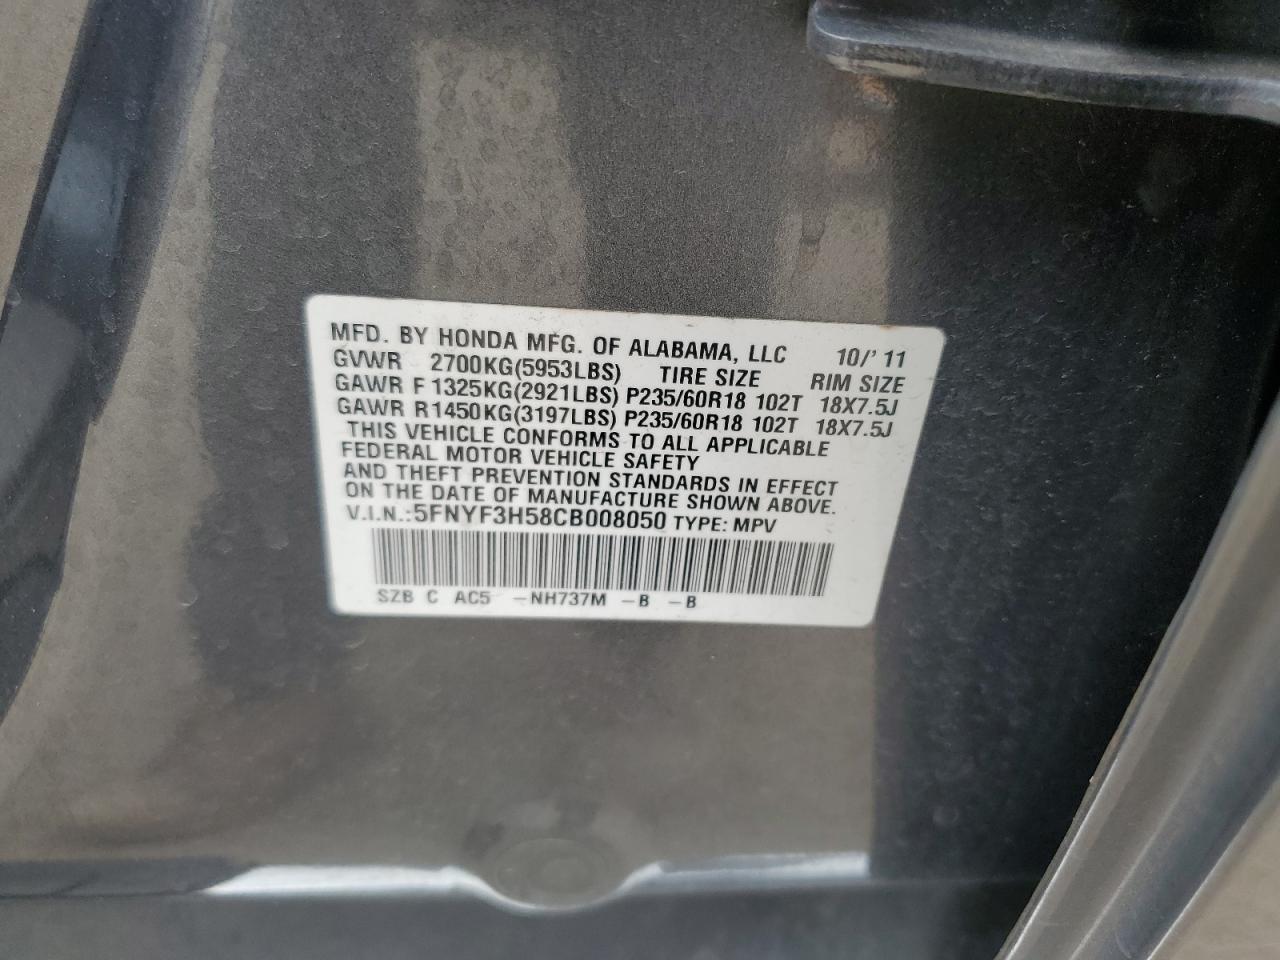 MFD. BY HONDA MFG. OF ALABAMA, LLC 10/'11
GVWR 2700KG(5953LBS) TIRE SIZE RIM SIZE
GAWR F 1325KG(2921LBS) P235/60R18 102T 18X7.5J
GAWR R1450KG(3197LBS) P235/60R18 102T 18X7.5J
THIS VEHICLE CONFORMS TO ALL APPLICABLE
FEDERAL MOTOR VEHICLE SAFETY
AND THEFT PREVENTION STANDARDS IN EFFECT
ON THE DATE OF MANUFACTURE SHOWN ABOVE.
V.I.N.:5FNYF3H58CB008050 TYPE: MPV
SZB C AC5 -NH737M -B -B